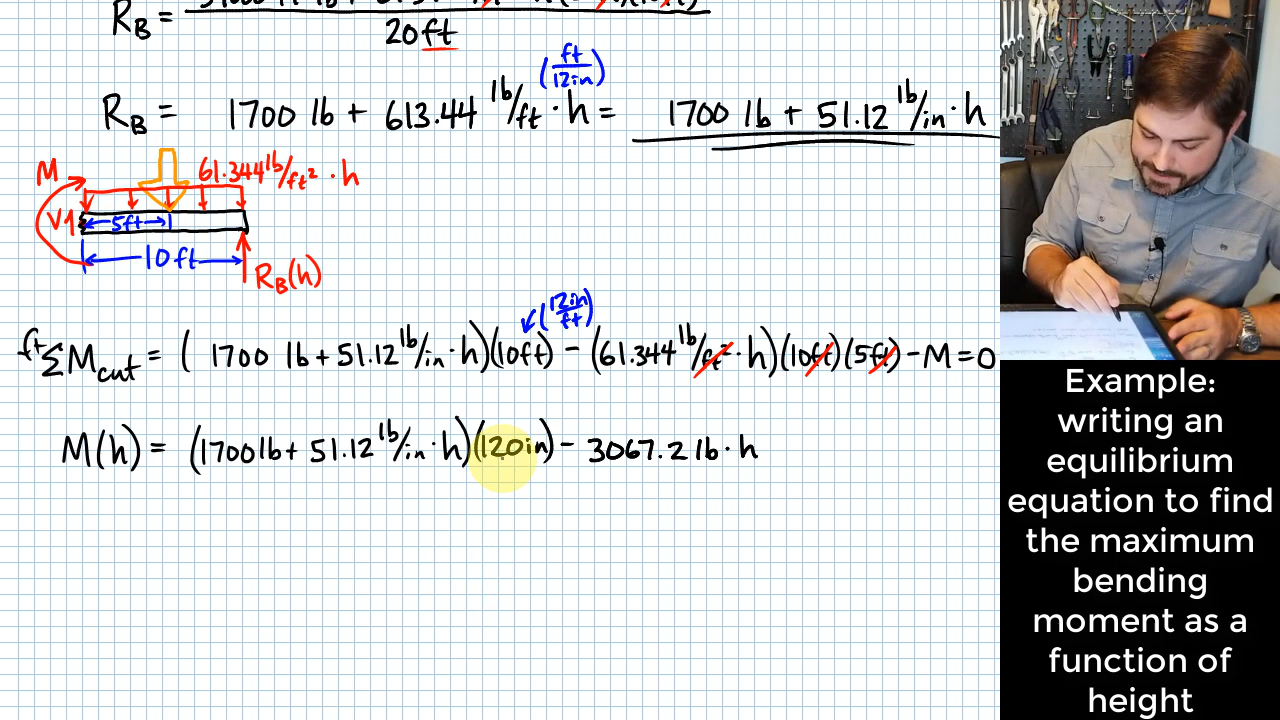 R_B = 20ft
(ft/12in)
R_B = 1700 lb + 613.44 lb/ft · h = 1700 lb + 51.12 lb/in · h
M 61.344 lb/ft² · h
V 5ft
10ft
R_B(h)
(12in/ft)
ΣM_cut = (1700 lb + 51.12 lb/in · h)(10ft) - (61.344 lb/ft² · h)(10ft)(5ft) - M = 0
M(h) = (1700lb + 51.12 lb/in · h)(120in) - 3067.2 lb · h
Example:
writing an
equilibrium
equation to find
the maximum
bending
moment as a
function of
height